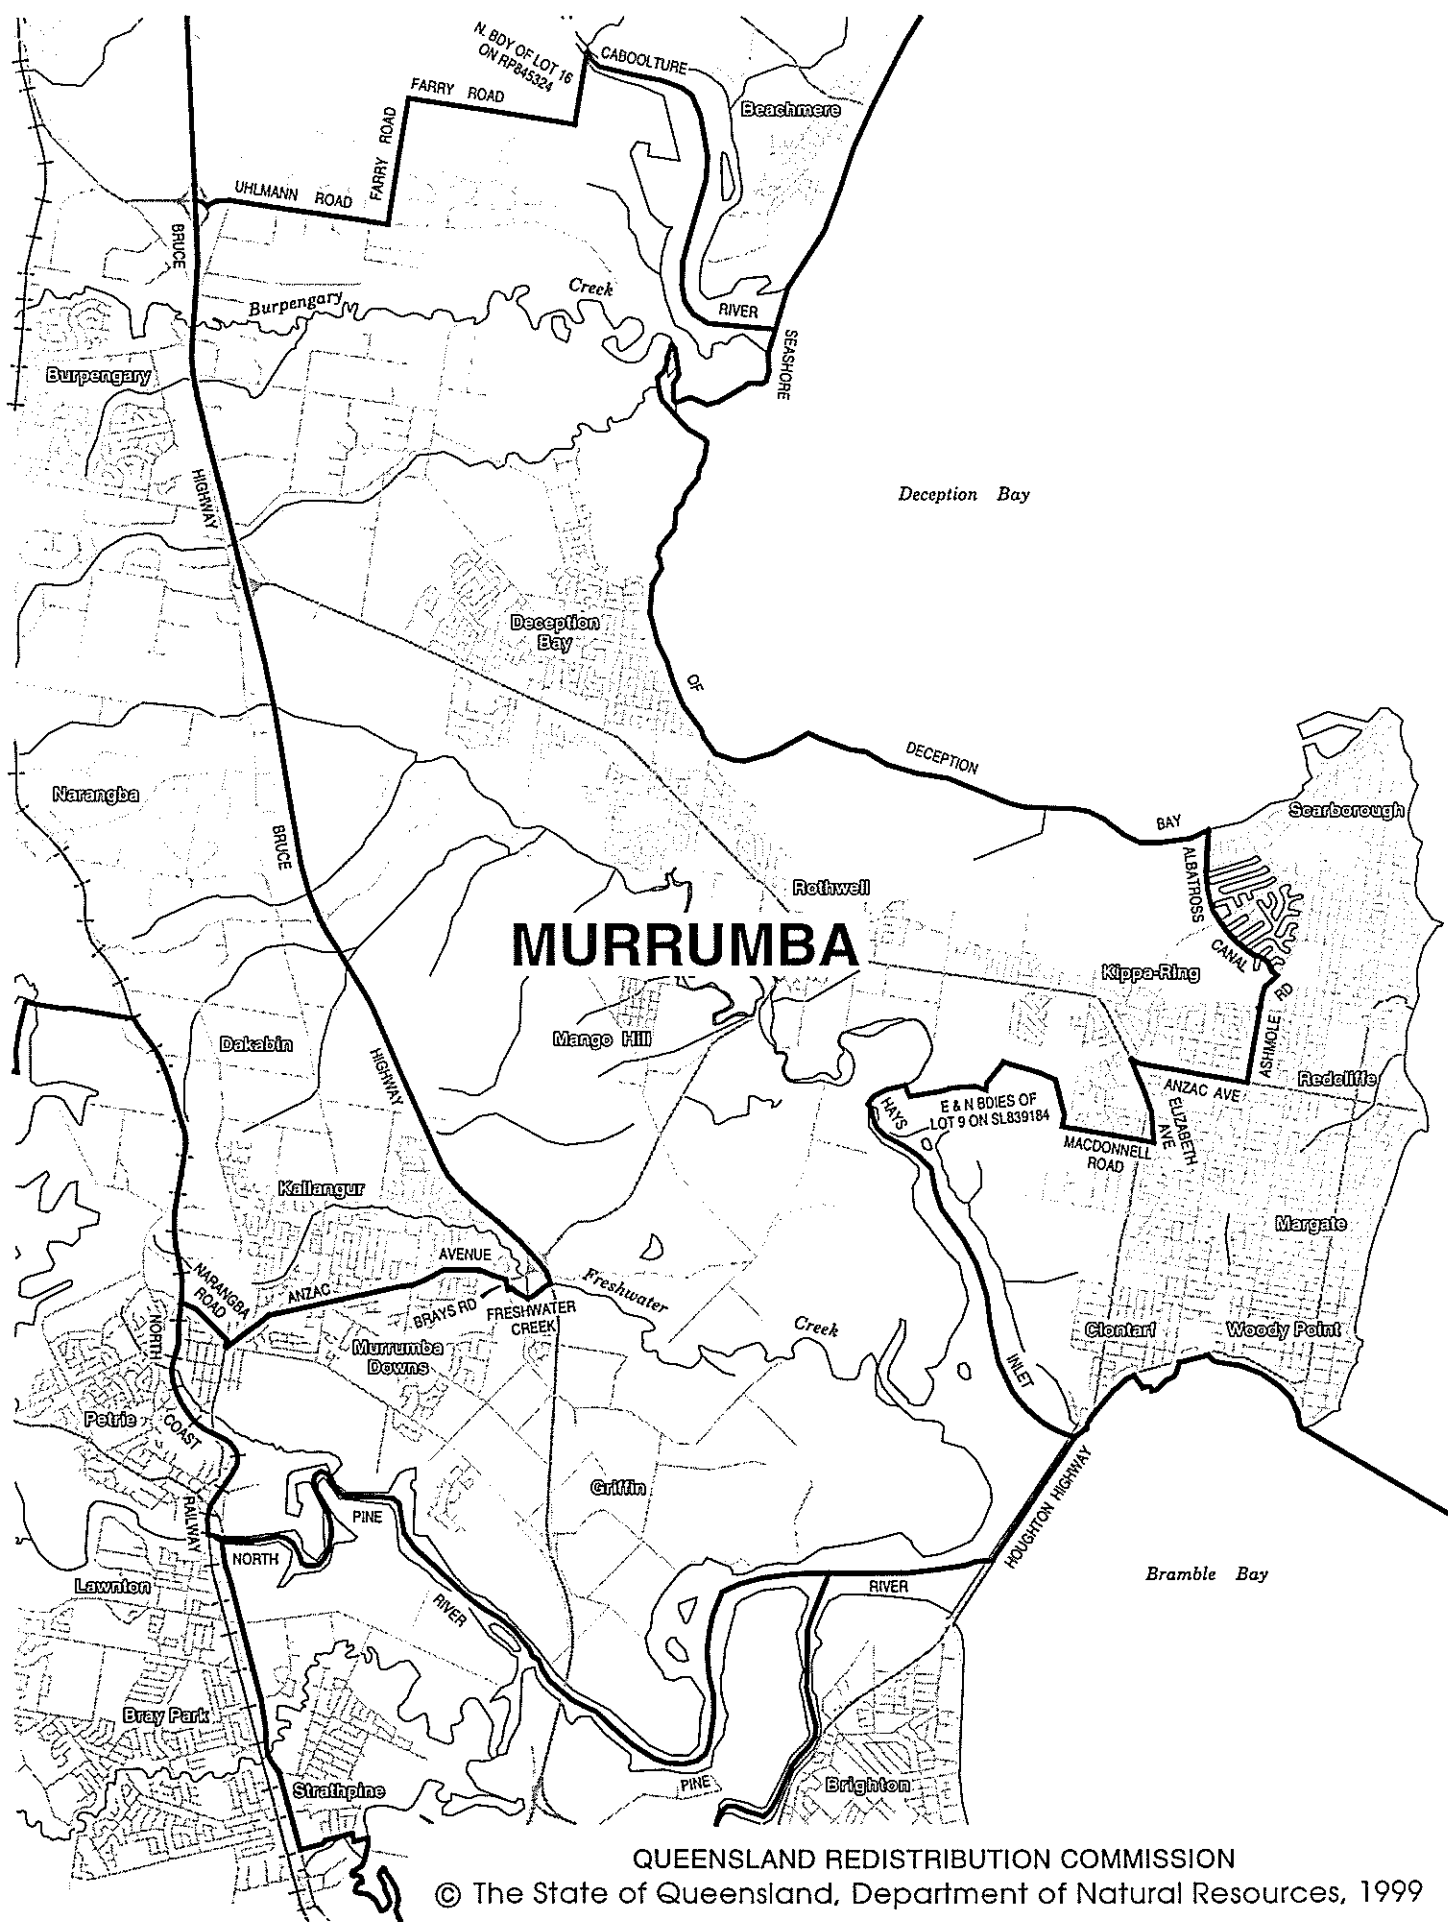 N. BDY OF LOT 16
ON RP845324
CABOOLTURE
FARRY ROAD
Beachmere
FARRY ROAD
UHLMANN ROAD
BRUCE
Burpengary
Creek
RIVER
SEASHORE
Burpengary
HIGHWAY
Deception Bay
Deception
Bay
OF
DECEPTION
Narangba
Scarborough
BAY
BRUCE
ALBATROSS
Rothwell
MURRUMBA
CANAL
Kippa-Ring
RD
ASHMOLE
Dakabin
Mango Hill
HIGHWAY
Redcliffe
ANZAC AVE
E & N BDIES OF
LOT 9 ON SL839184
HAYS
ELIZABETH
AVE
MACDONNELL
ROAD
Kallangur
Margate
AVENUE
NARANGBA
ROAD
ANZAC
BRAYS RD
FRESHWATER
CREEK
Freshwater
Creek
NORTH
Murrumba
Downs
Clontarf
Woody Point
INLET
Petrie
COAST
Griffin
HOUGHTON HIGHWAY
RAILWAY
PINE
NORTH
Lawnton
RIVER
RIVER
Bramble Bay
Bray Park
Strathpine
PINE
Brighton
QUEENSLAND REDISTRIBUTION COMMISSION
© The State of Queensland, Department of Natural Resources, 1999